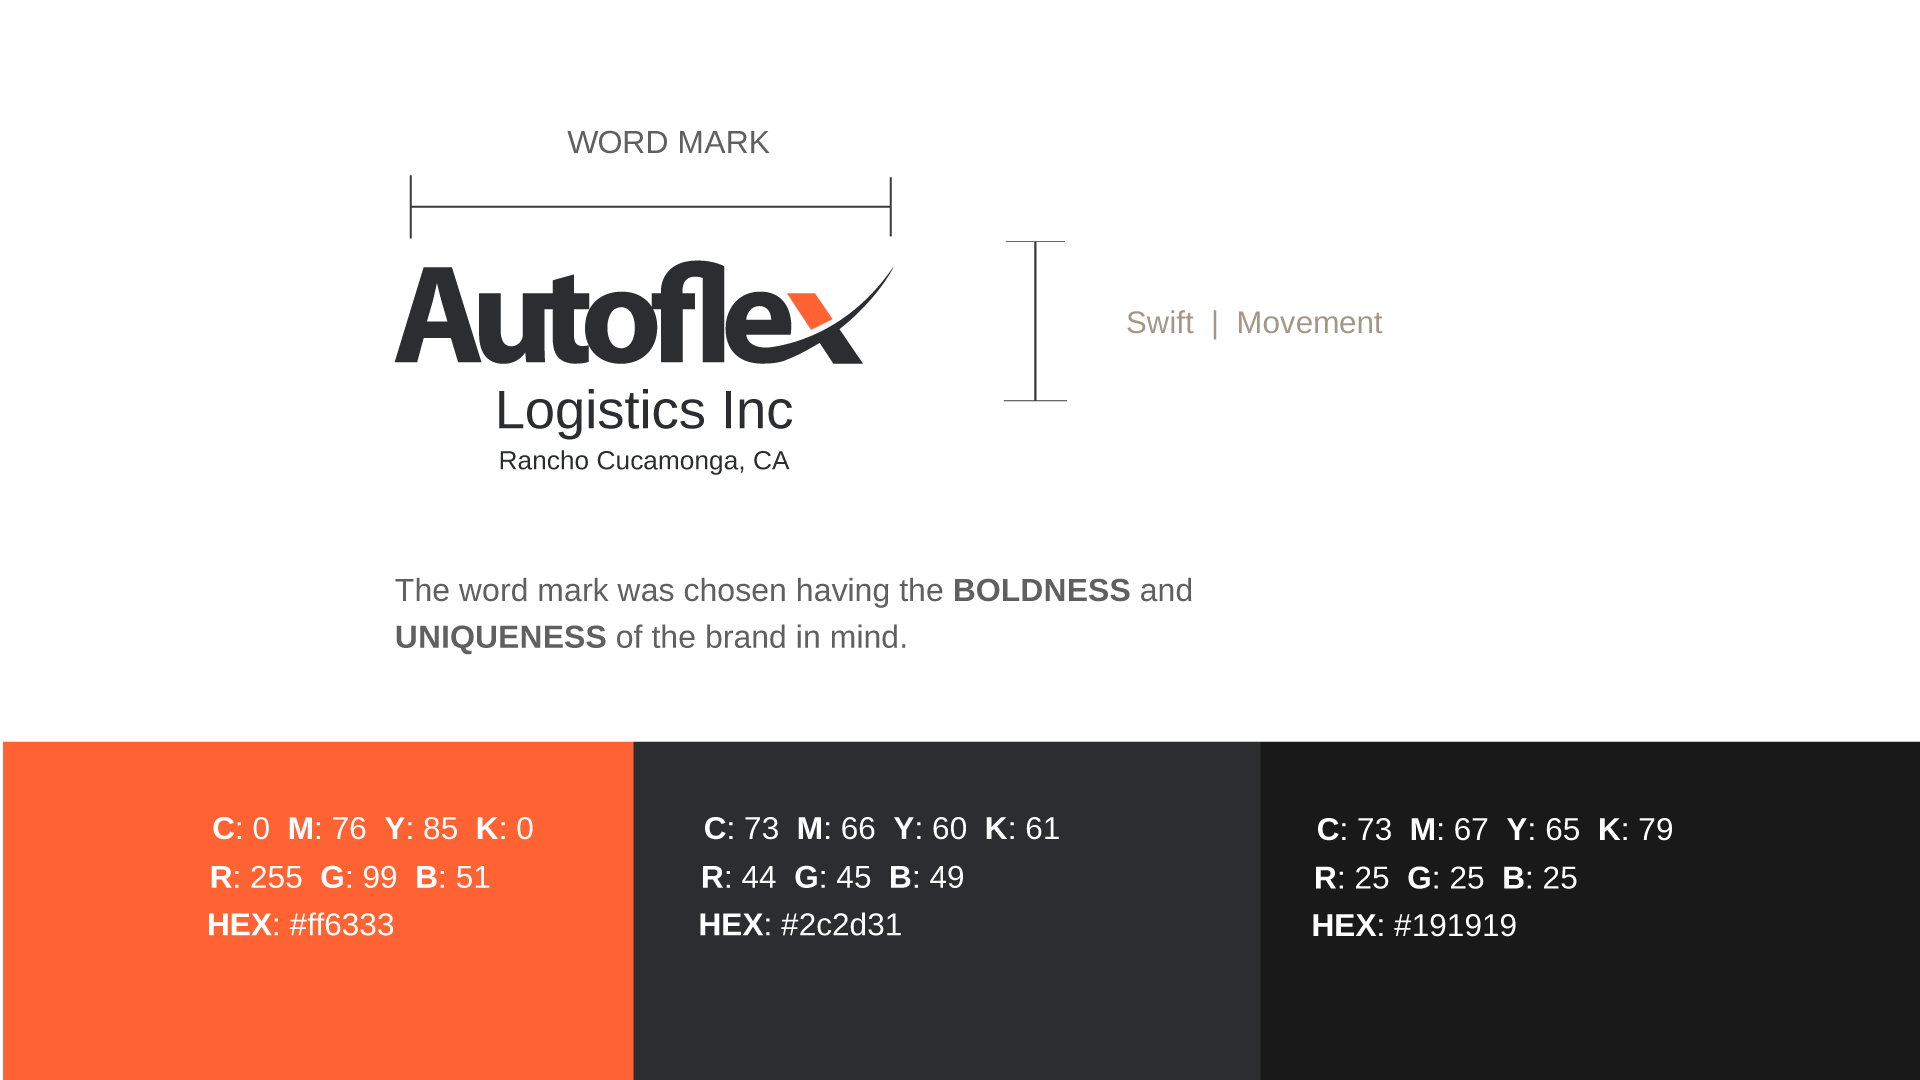 WORD MARK
Autoflex
Swift | Movement
Logistics Inc
Rancho Cucamonga, CA
The word mark was chosen having the BOLDNESS and
UNIQUENESS of the brand in mind.
C: 0 M: 76 Y: 85 K: 0
R: 255 G: 99 B: 51
HEX: #ff6333
C: 73 M: 66 Y: 60 K: 61
R: 44 G: 45 B: 49
HEX: #2c2d31
C: 73 M: 67 Y: 65 K: 79
R: 25 G: 25 B: 25
HEX: #191919